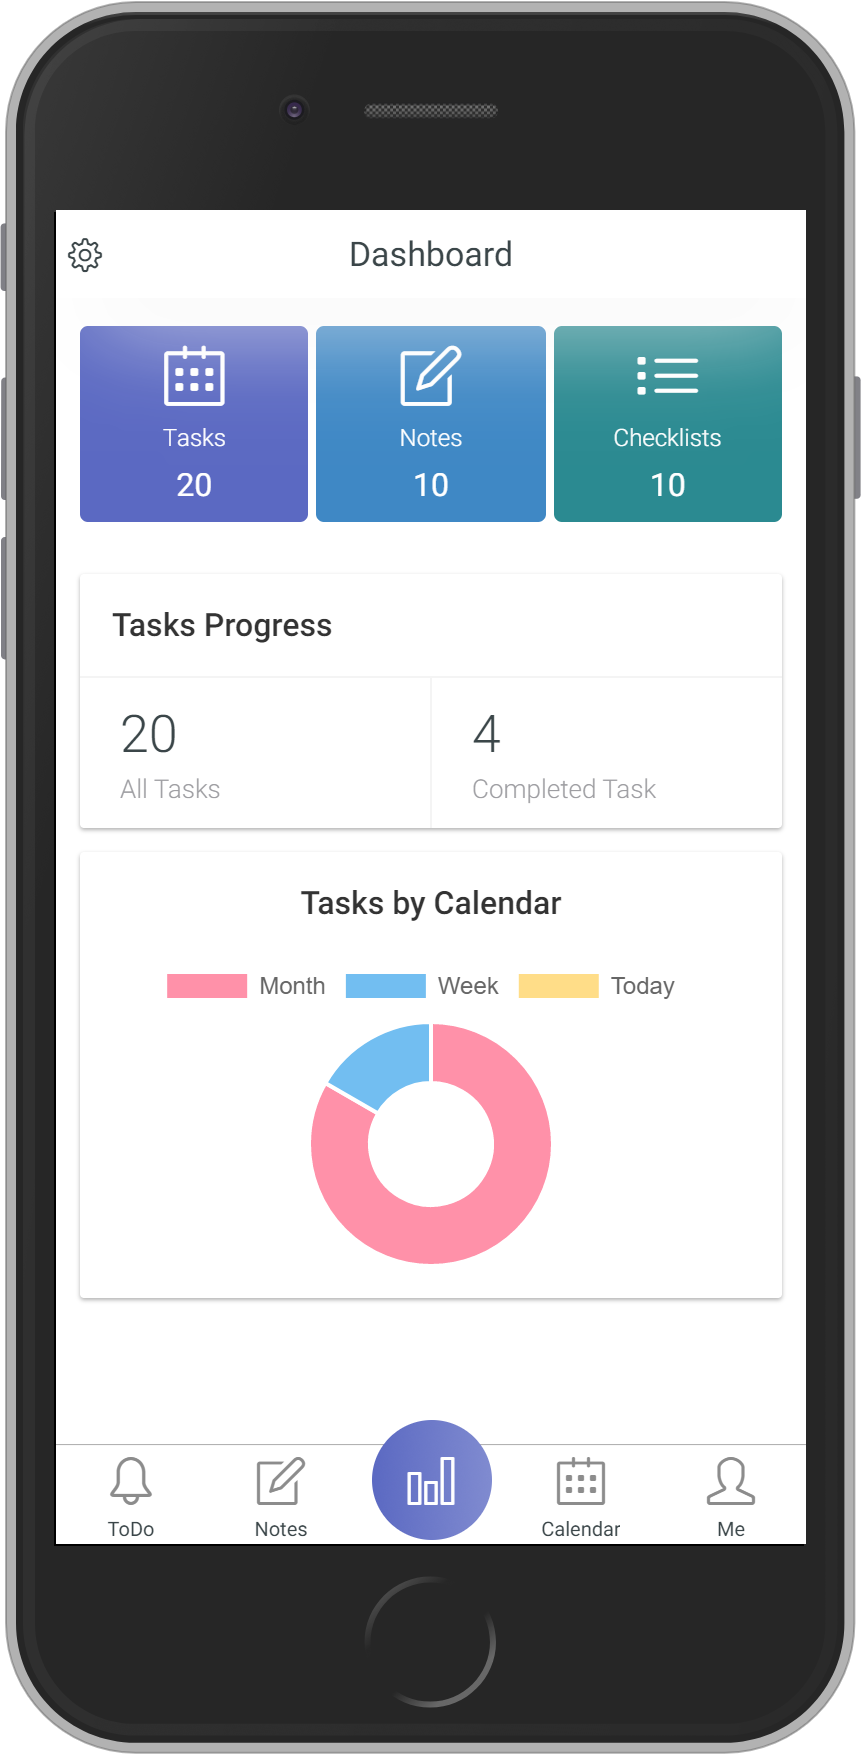 Dashboard
Tasks
20
Notes
10
Checklists
10
Tasks Progress
20
All Tasks
4
Completed Task
Tasks by Calendar
Month Week Today
ToDo
Notes
Calendar
Me